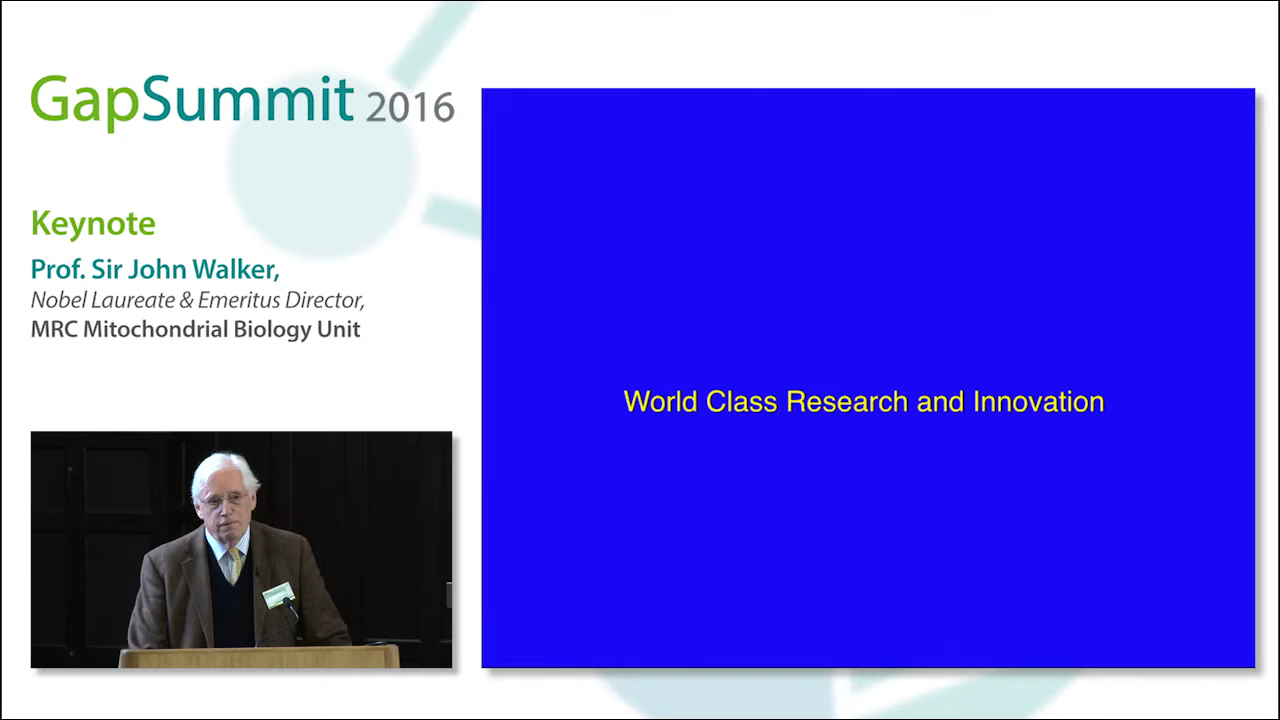 GapSummit 2016
Keynote
Prof. Sir John Walker,
Nobel Laureate & Emeritus Director,
MRC Mitochondrial Biology Unit
World Class Research and Innovation